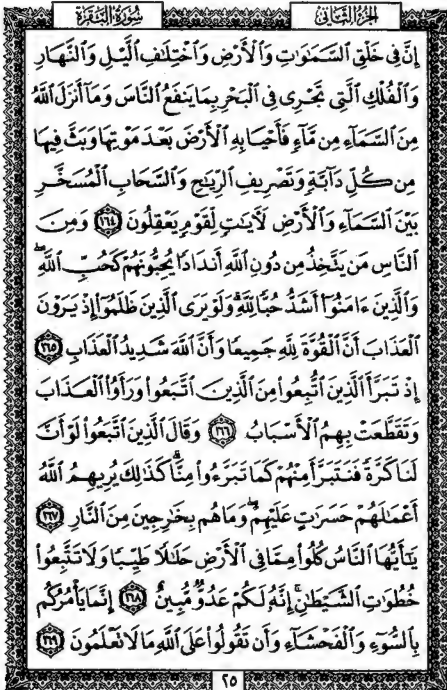 سُورَةُ البَقَرَةِ
الجُزْءُ الثَّانِي
إِنَّ فِي خَلْقِ ٱلسَّمَٰوَٰتِ وَٱلْأَرْضِ وَٱخْتِلَٰفِ ٱلَّيْلِ وَٱلنَّهَارِ
وَٱلْفُلْكِ ٱلَّتِي تَجْرِى فِي ٱلْبَحْرِ بِمَا يَنفَعُ ٱلنَّاسَ وَمَآ أَنزَلَ ٱللَّهُ
مِنَ ٱلسَّمَآءِ مِن مَّآءٍ فَأَحْيَا بِهِ ٱلْأَرْضَ بَعْدَ مَوْتِهَا وَبَثَّ فِيهَا
مِن كُلِّ دَآبَّةٍ وَتَصْرِيفِ ٱلرِّيَٰحِ وَٱلسَّحَابِ ٱلْمُسَخَّرِ
بَيْنَ ٱلسَّمَآءِ وَٱلْأَرْضِ لَءَايَٰتٍ لِّقَوْمٍ يَعْقِلُونَ ١٦٤ وَمِنَ
ٱلنَّاسِ مَن يَتَّخِذُ مِن دُونِ ٱللَّهِ أَندَادًا يُحِبُّونَهُمْ كَحُبِّ ٱللَّهِۖ
وَٱلَّذِينَ ءَامَنُوٓا۟ أَشَدُّ حُبًّا لِّلَّهِۗ وَلَوْ يَرَى ٱلَّذِينَ ظَلَمُوٓا۟ إِذْ يَرَوْنَ
ٱلْعَذَابَ أَنَّ ٱلْقُوَّةَ لِلَّهِ جَمِيعًا وَأَنَّ ٱللَّهَ شَدِيدُ ٱلْعَذَابِ ١٦٥
إِذْ تَبَرَّأَ ٱلَّذِينَ ٱتُّبِعُوا۟ مِنَ ٱلَّذِينَ ٱتَّبَعُوا۟ وَرَأَوُا۟ ٱلْعَذَابَ
وَتَقَطَّعَتْ بِهِمُ ٱلْأَسْبَابُ ١٦٦ وَقَالَ ٱلَّذِينَ ٱتَّبَعُوا۟ لَوْ أَنَّ
لَنَا كَرَّةً فَنَتَبَرَّأَ مِنْهُمْ كَمَا تَبَرَّءُوا۟ مِنَّاۗ كَذَٰلِكَ يُرِيهِمُ ٱللَّهُ
أَعْمَٰلَهُمْ حَسَرَٰتٍ عَلَيْهِمْۖ وَمَا هُم بِخَٰرِجِينَ مِنَ ٱلنَّارِ ١٦٧
يَٰٓأَيُّهَا ٱلنَّاسُ كُلُوا۟ مِمَّا فِي ٱلْأَرْضِ حَلَٰلًا طَيِّبًا وَلَا تَتَّبِعُوا۟
خُطُوَٰتِ ٱلشَّيْطَٰنِۚ إِنَّهُۥ لَكُمْ عَدُوٌّ مُّبِينٌ ١٦٨ إِنَّمَا يَأْمُرُكُم
بِٱلسُّوٓءِ وَٱلْفَحْشَآءِ وَأَن تَقُولُوا۟ عَلَى ٱللَّهِ مَا لَا تَعْلَمُونَ ١٦٩
٢٥